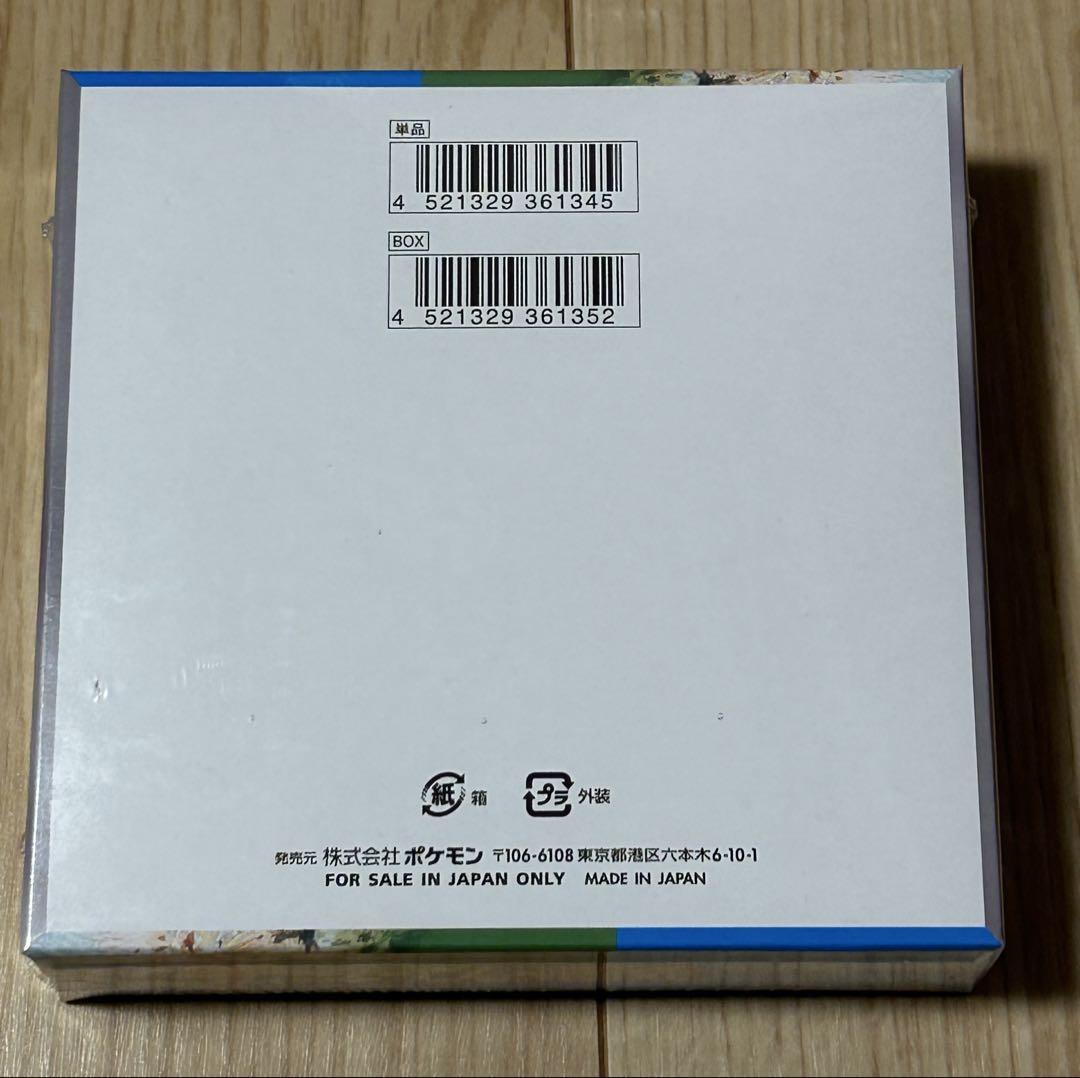 単品
4 521329 361345
BOX
4 521329 361352
紙 箱 プラ 外装
発売元 株式会社ポケモン 〒106-6108 東京都港区六本木6-10-1
FOR SALE IN JAPAN ONLY MADE IN JAPAN